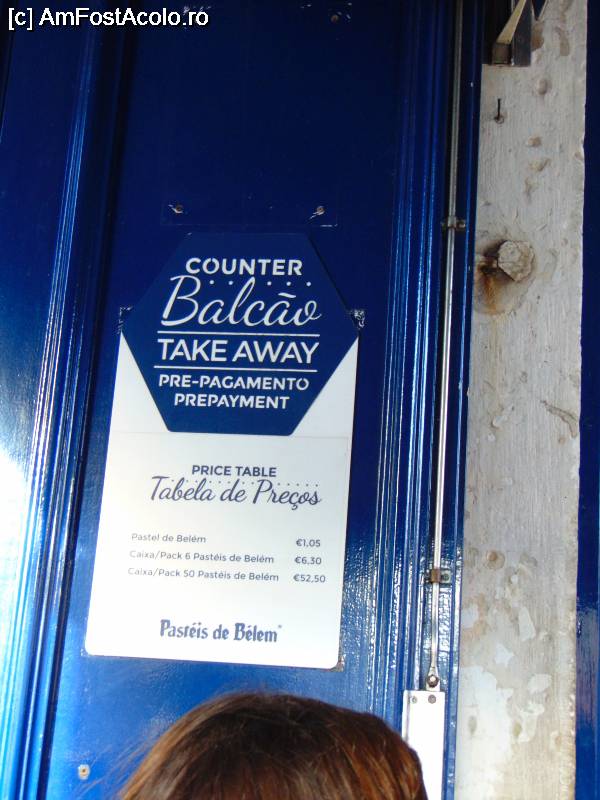 [c] AmFostAcolo.ro
COUNTER
Balcão
TAKE AWAY
PRE-PAGAMENTO
PREPAYMENT
PRICE TABLE
Tabela de Preços
Pastel de Belém €1,05
Caixa/Pack 6 Pastéis de Belém €6,30
Caixa/Pack 50 Pastéis de Belém €52,50
Pastéis de Bélem®